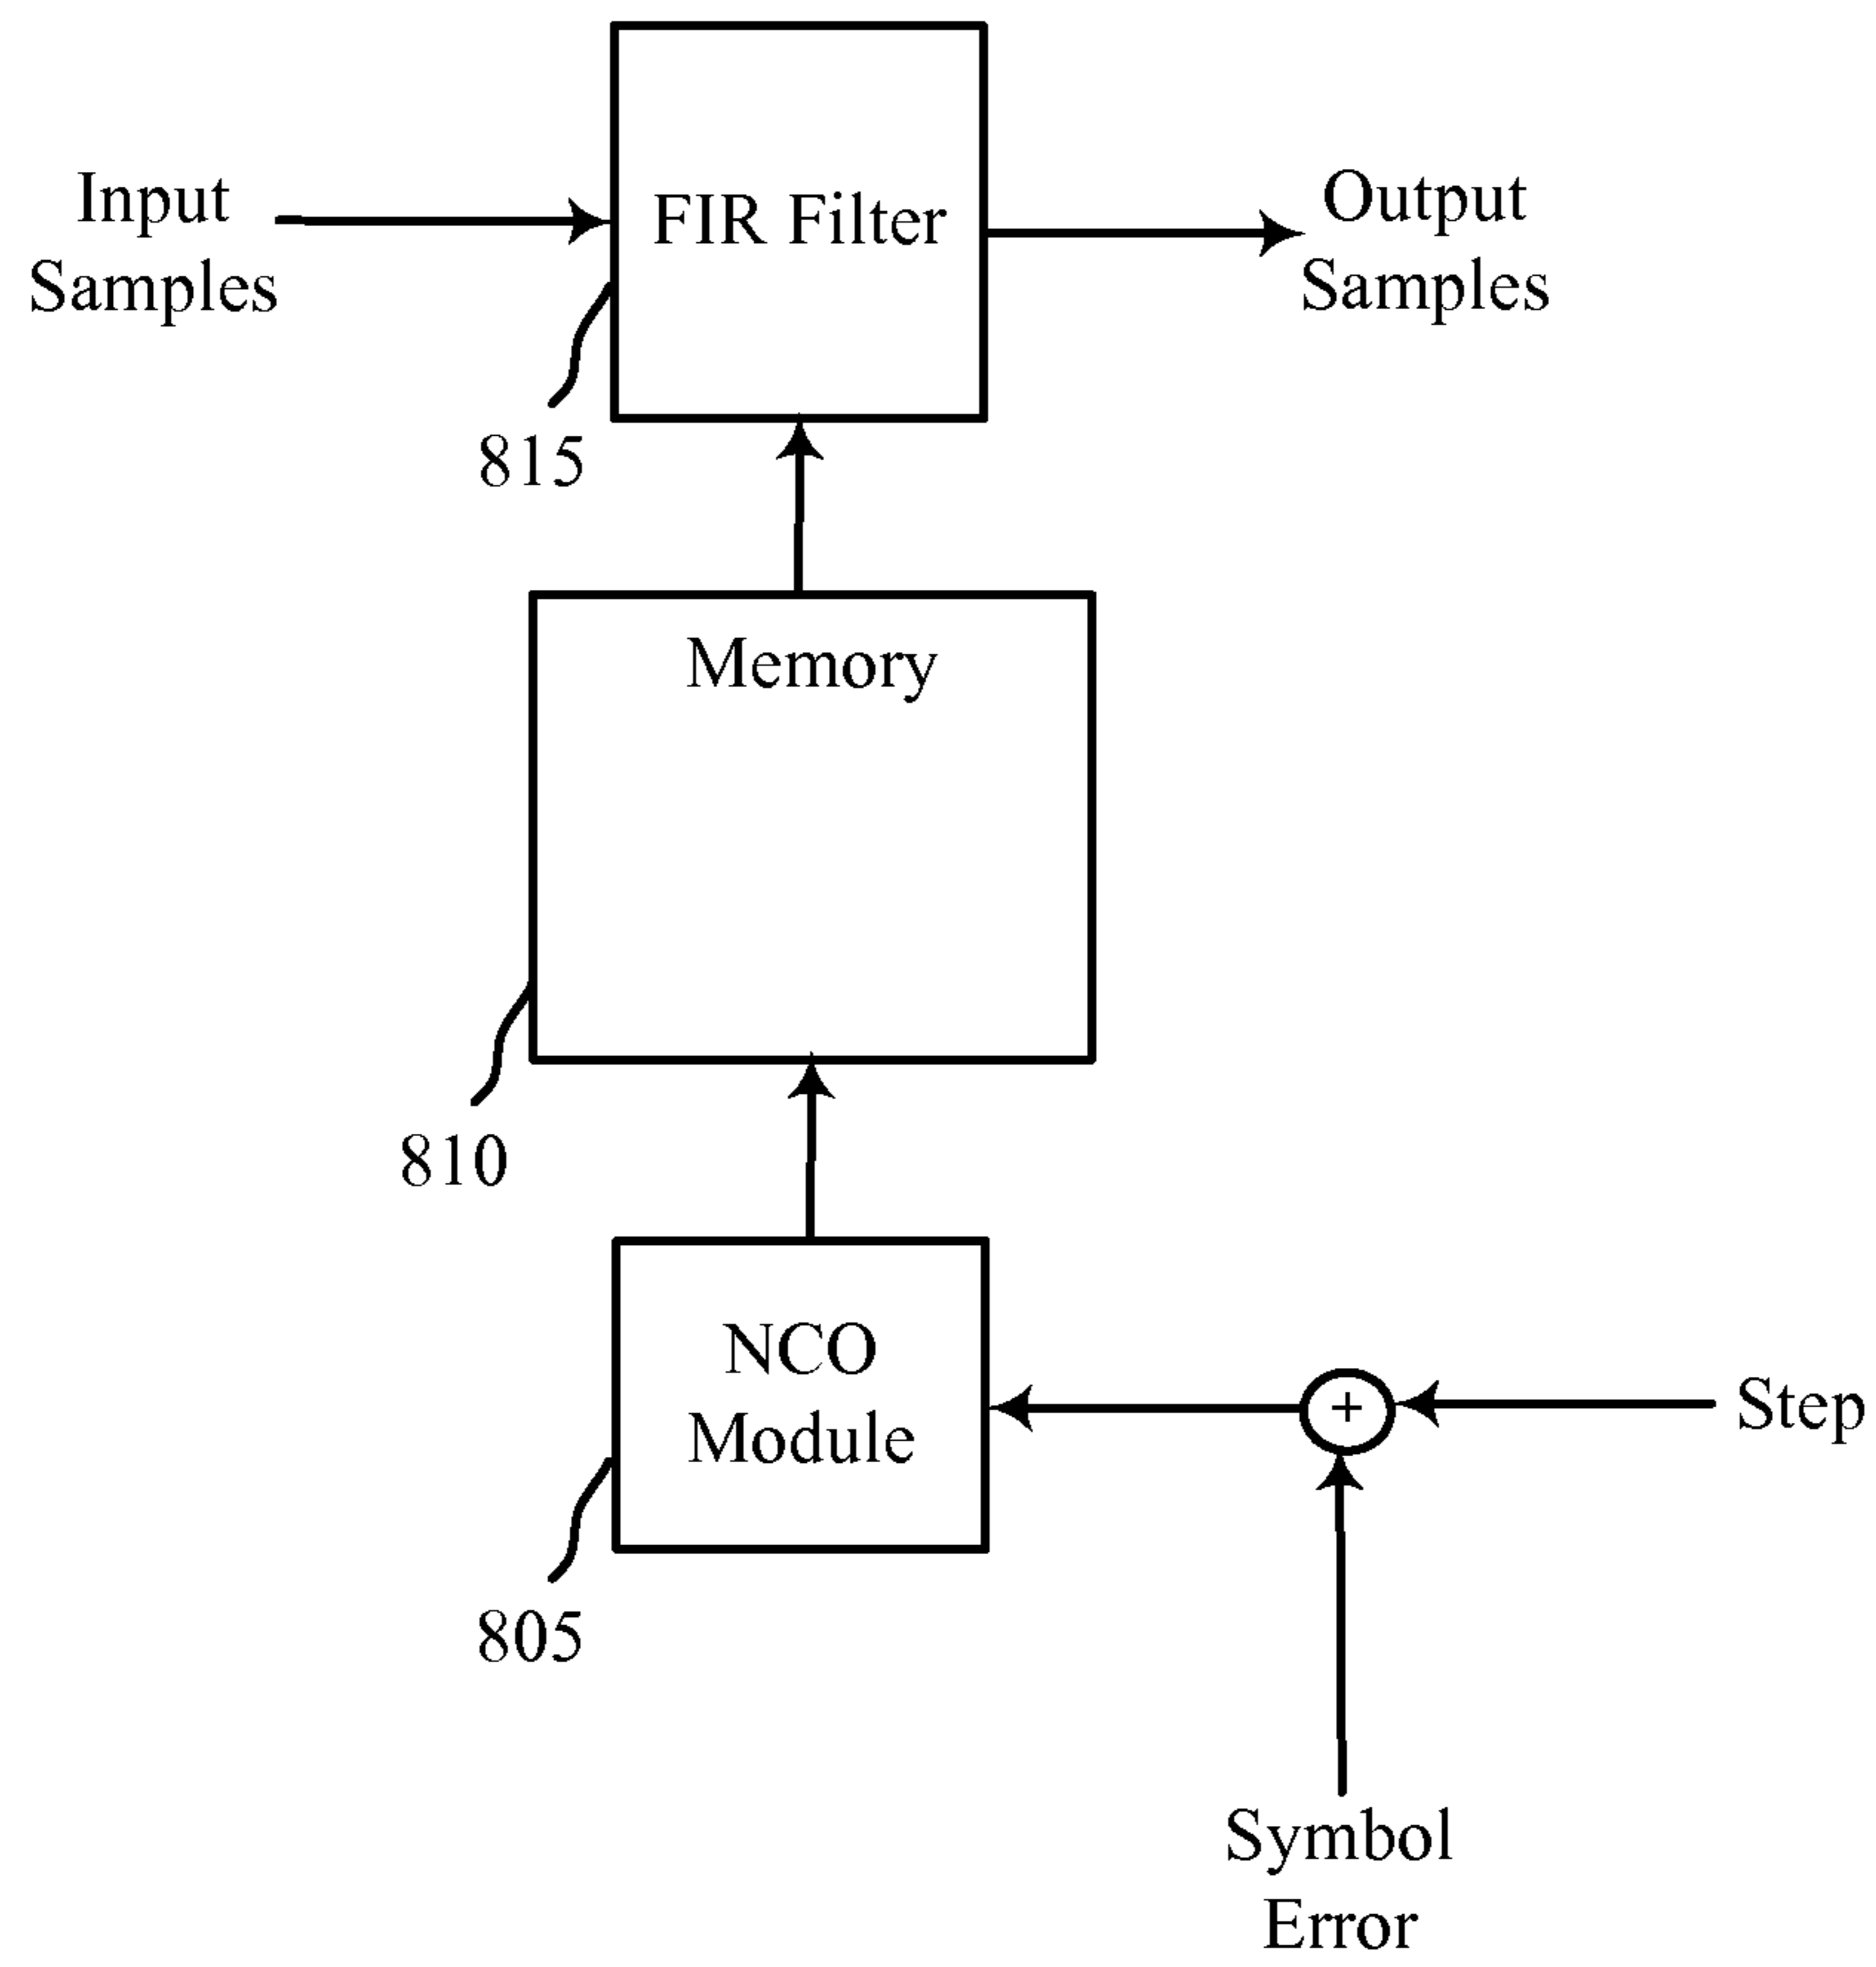 Input
Samples
FIR Filter
Output
Samples
815
Memory
810
NCO
Module
+
Step
805
Symbol
Error